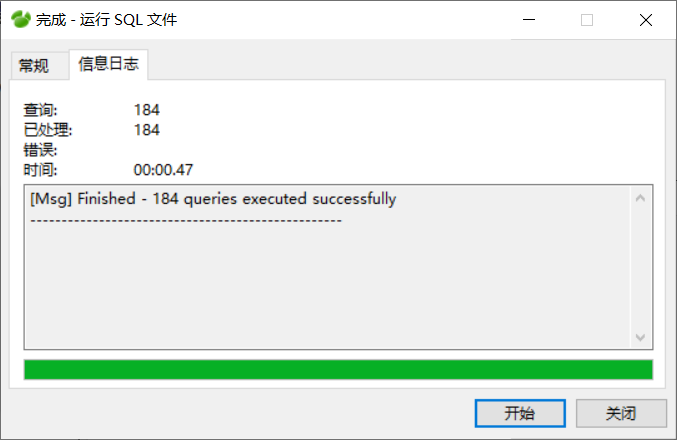 完成 - 运行 SQL 文件
常规 信息日志
查询: 184
已处理: 184
错误:
时间: 00:00.47
[Msg] Finished - 184 queries executed successfully
--------------------------------------------------
开始 关闭